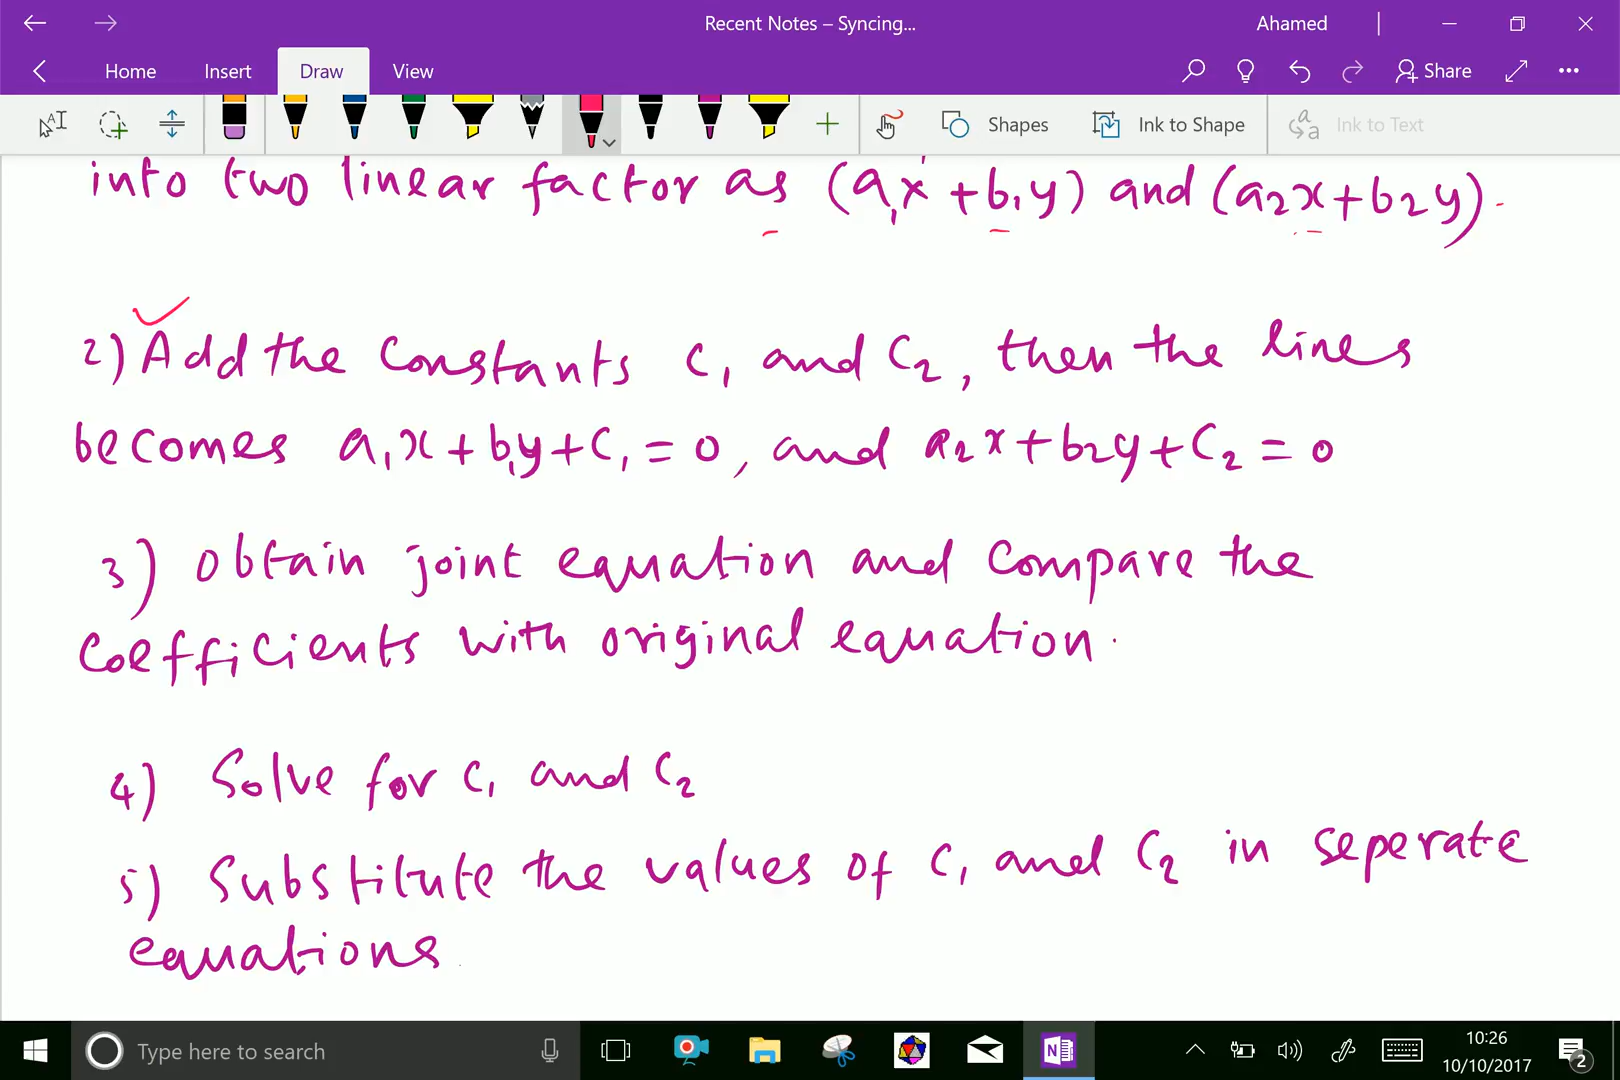 Recent Notes – Syncing...
Ahamed
Home Insert Draw View
Share
Shapes Ink to Shape Ink to Text
into two linear factor as (a₁x + b₁y) and (a₂x + b₂y).
2) Add the constants C₁ and C₂, then the lines
becomes a₁x + b₁y + C₁ = 0, and a₂x + b₂y + C₂ = 0
3) obtain joint equation and compare the
coefficients with original equation.
4) Solve for C₁ and C₂
5) Substitute the values of C₁ and C₂ in seperate
equations.
Type here to search
10:26
10/10/2017
2